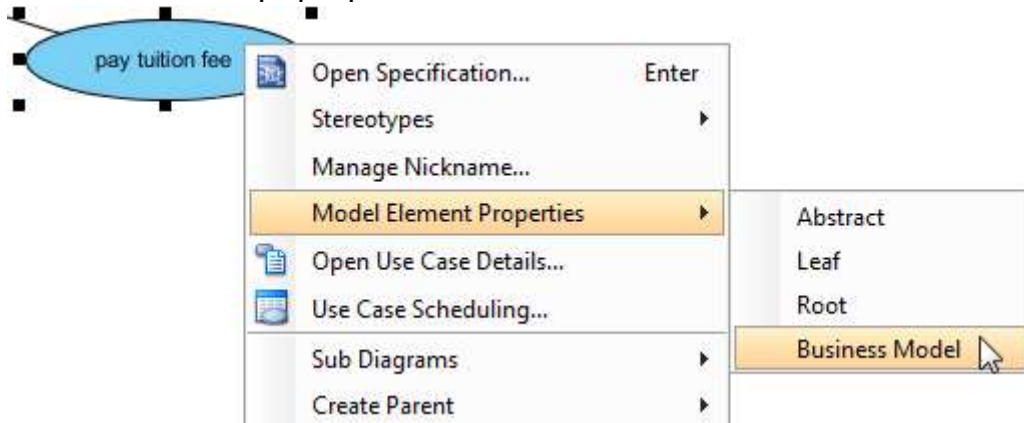 pay tuition fee
Open Specification... Enter
Stereotypes
Manage Nickname...
Model Element Properties
Abstract
Leaf
Root
Business Model
Open Use Case Details...
Use Case Scheduling...
Sub Diagrams
Create Parent